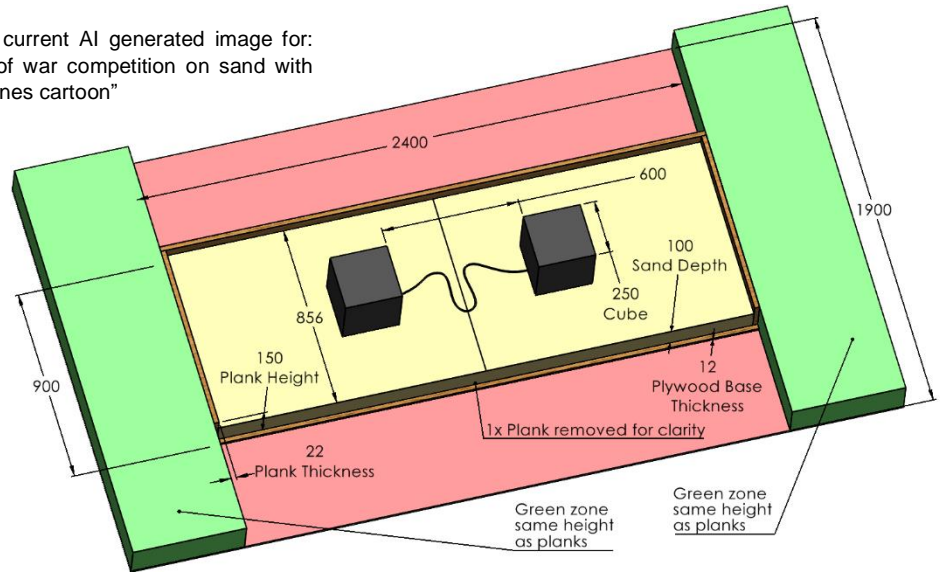 current AI generated image for:
of war competition on sand with
nes cartoon”
2400
600
1900
100
Sand Depth
250
Cube
856
150
Plank Height
900
12
Plywood Base
Thickness
1x Plank removed for clarity
22
Plank Thickness
Green zone
same height
as planks
Green zone
same height
as planks